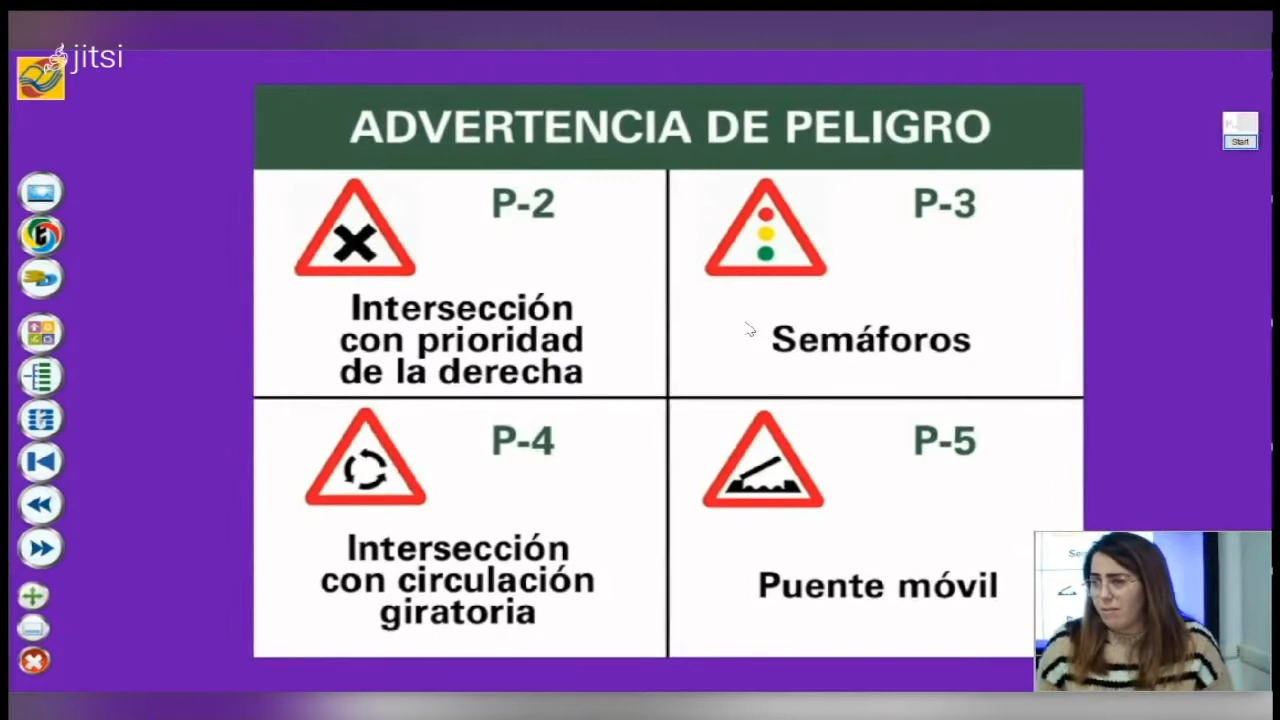 jitsi
ADVERTENCIA DE PELIGRO
P-2
Intersección
con prioridad
de la derecha
P-3
Semáforos
P-4
Intersección
con circulación
giratoria
P-5
Puente móvil
Start